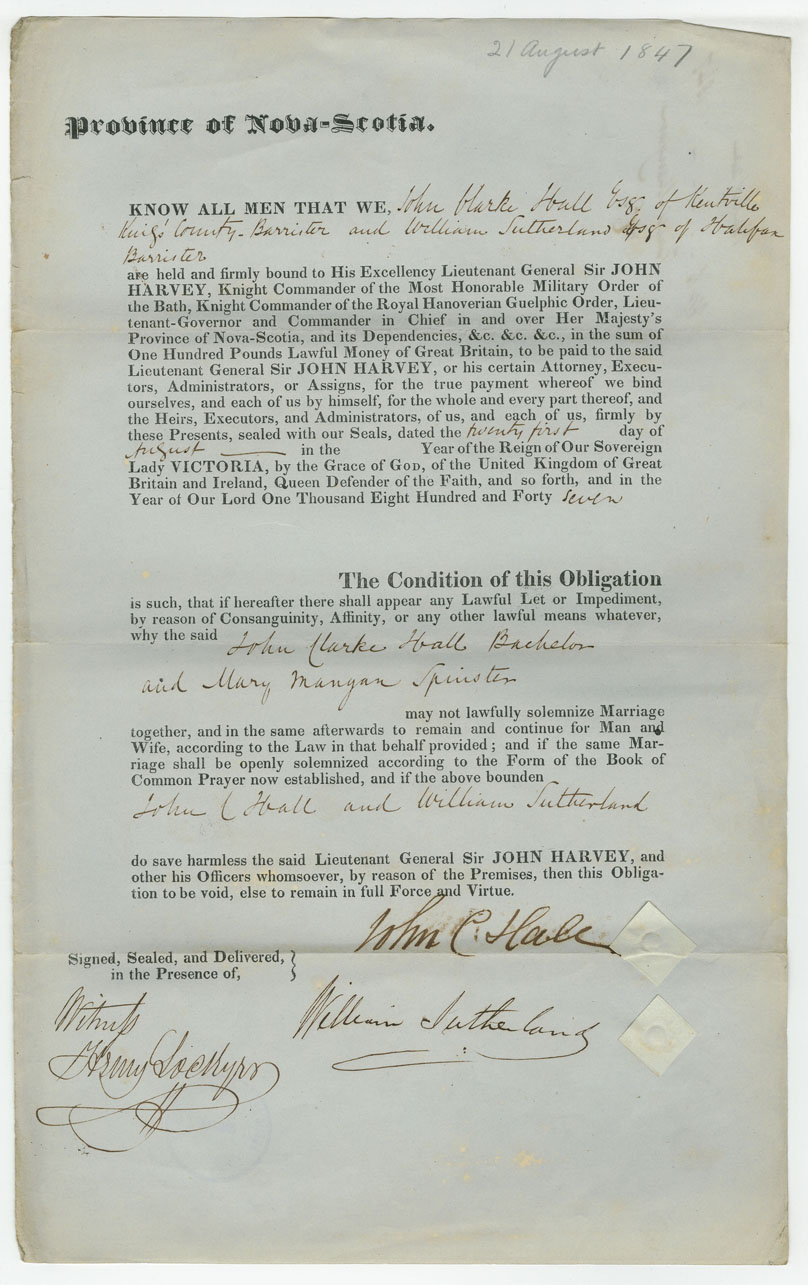 21 August 1847
Province of Nova-Scotia.
KNOW ALL MEN THAT WE, John Clarke Hall Esq. of Kentville
King's County - Barrister and William Sutherland Esq of Halifax
Barrister
are held and firmly bound to His Excellency Lieutenant General Sir JOHN
HARVEY, Knight Commander of the Most Honorable Military Order of
the Bath, Knight Commander of the Royal Hanoverian Guelphic Order, Lieu-
tenant-Governor and Commander in Chief in and over Her Majesty's
Province of Nova-Scotia, and its Dependencies, &c. &c. &c., in the sum of
One Hundred Pounds Lawful Money of Great Britain, to be paid to the said
Lieutenant General Sir JOHN HARVEY, or his certain Attorney, Execu-
tors, Administrators, or Assigns, for the true payment whereof we bind
ourselves, and each of us by himself, for the whole and every part thereof, and
the Heirs, Executors, and Administrators, of us, and each of us, firmly by
these Presents, sealed with our Seals, dated the twenty first day of
August —— in the Year of the Reign of Our Sovereign
Lady VICTORIA, by the Grace of GOD, of the United Kingdom of Great
Britain and Ireland, Queen Defender of the Faith, and so forth, and in the
Year of Our Lord One Thousand Eight Hundred and Forty seven
The Condition of this Obligation
is such, that if hereafter there shall appear any Lawful Let or Impediment,
by reason of Consanguinity, Affinity, or any other lawful means whatever,
why the said John Clarke Hall Bachelor
and Mary Mangan Spinster
may not lawfully solemnize Marriage
together, and in the same afterwards to remain and continue for Man and
Wife, according to the Law in that behalf provided; and if the same Mar-
riage shall be openly solemnized according to the Form of the Book of
Common Prayer now established, and if the above bounden
John C Hall and William Sutherland
do save harmless the said Lieutenant General Sir JOHN HARVEY, and
other his Officers whomsoever, by reason of the Premises, then this Obliga-
tion to be void, else to remain in full Force and Virtue.
John C. Hall
Signed, Sealed, and Delivered,
in the Presence of,
William Sutherland
Witness
Henry